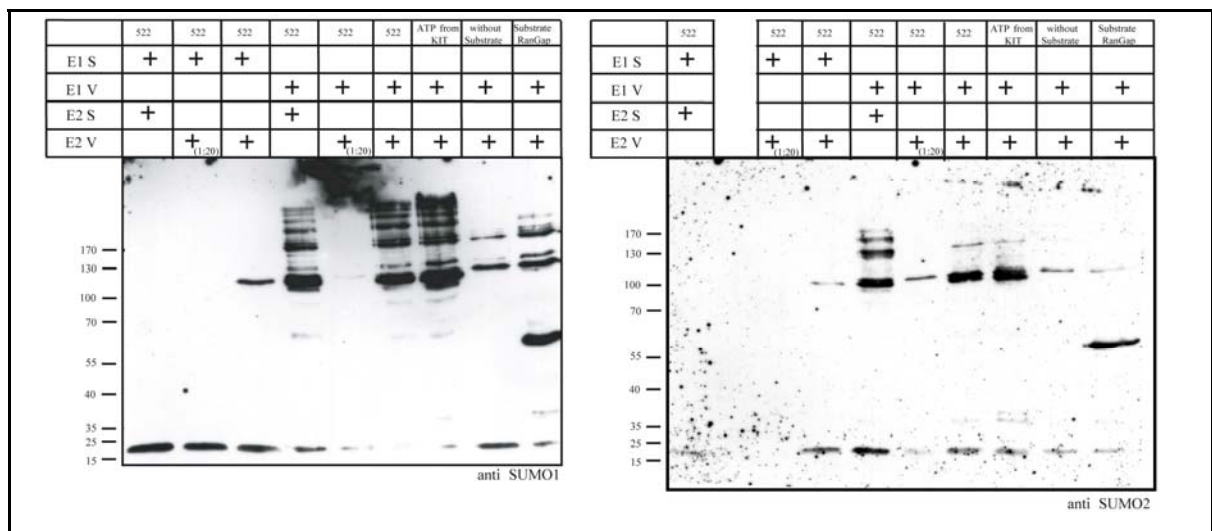 522 522 522 522 522 522 ATP from KIT without Substrate Substrate RanGap
E1 S + + +
E1 V + + + + + +
E2 S + +
E2 V +(1:20) + +(1:20) + + + +
170
130
100
70
55
40
35
25
15
anti SUMO1
522 522 522 522 522 522 ATP from KIT without Substrate Substrate RanGap
E1 S + + +
E1 V + + + + + +
E2 S + +
E2 V +(1:20) + +(1:20) + + + +
170
130
100
70
55
40
35
25
15
anti SUMO2